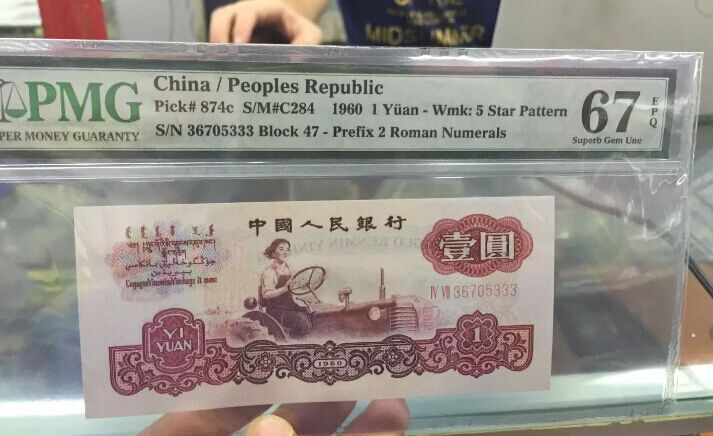 MIDSUMMER
PMG
PER MONEY GUARANTY
China / Peoples Republic
Pick# 874c S/M#C284 1960 1 Yüan - Wmk: 5 Star Pattern
S/N 36705333 Block 47 - Prefix 2 Roman Numerals
67
EPQ
Superb Gem Unc
中國人民銀行
壹圓
IV VII 36705333
YI
YUAN
1960
1